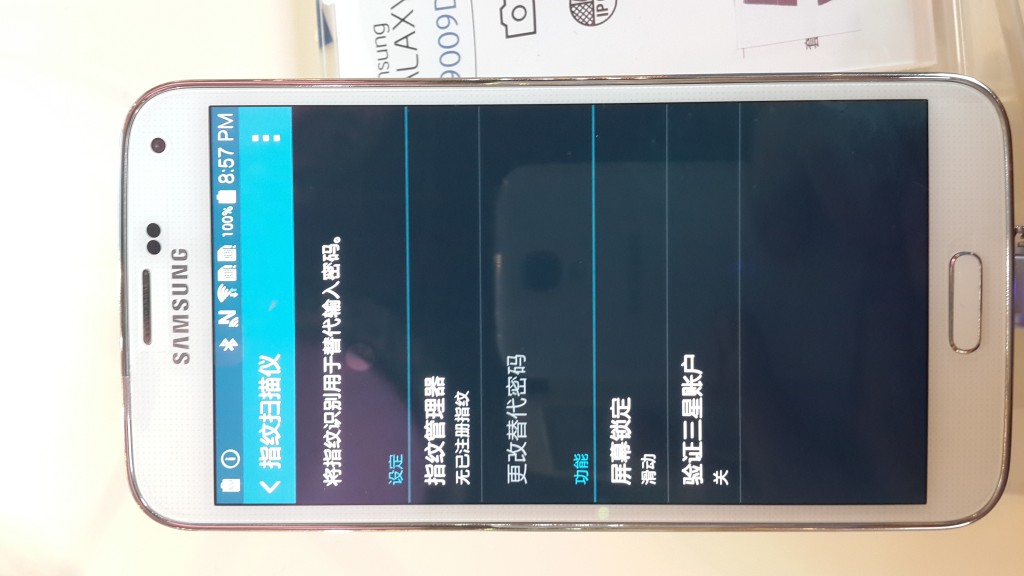 SAMSUNG
100% 8:57 PM
指纹扫描仪
将指纹识别用于替代输入密码。
设定
指纹管理器
无已注册指纹
更改替代密码
功能
屏幕锁定
滑动
验证三星账户
关